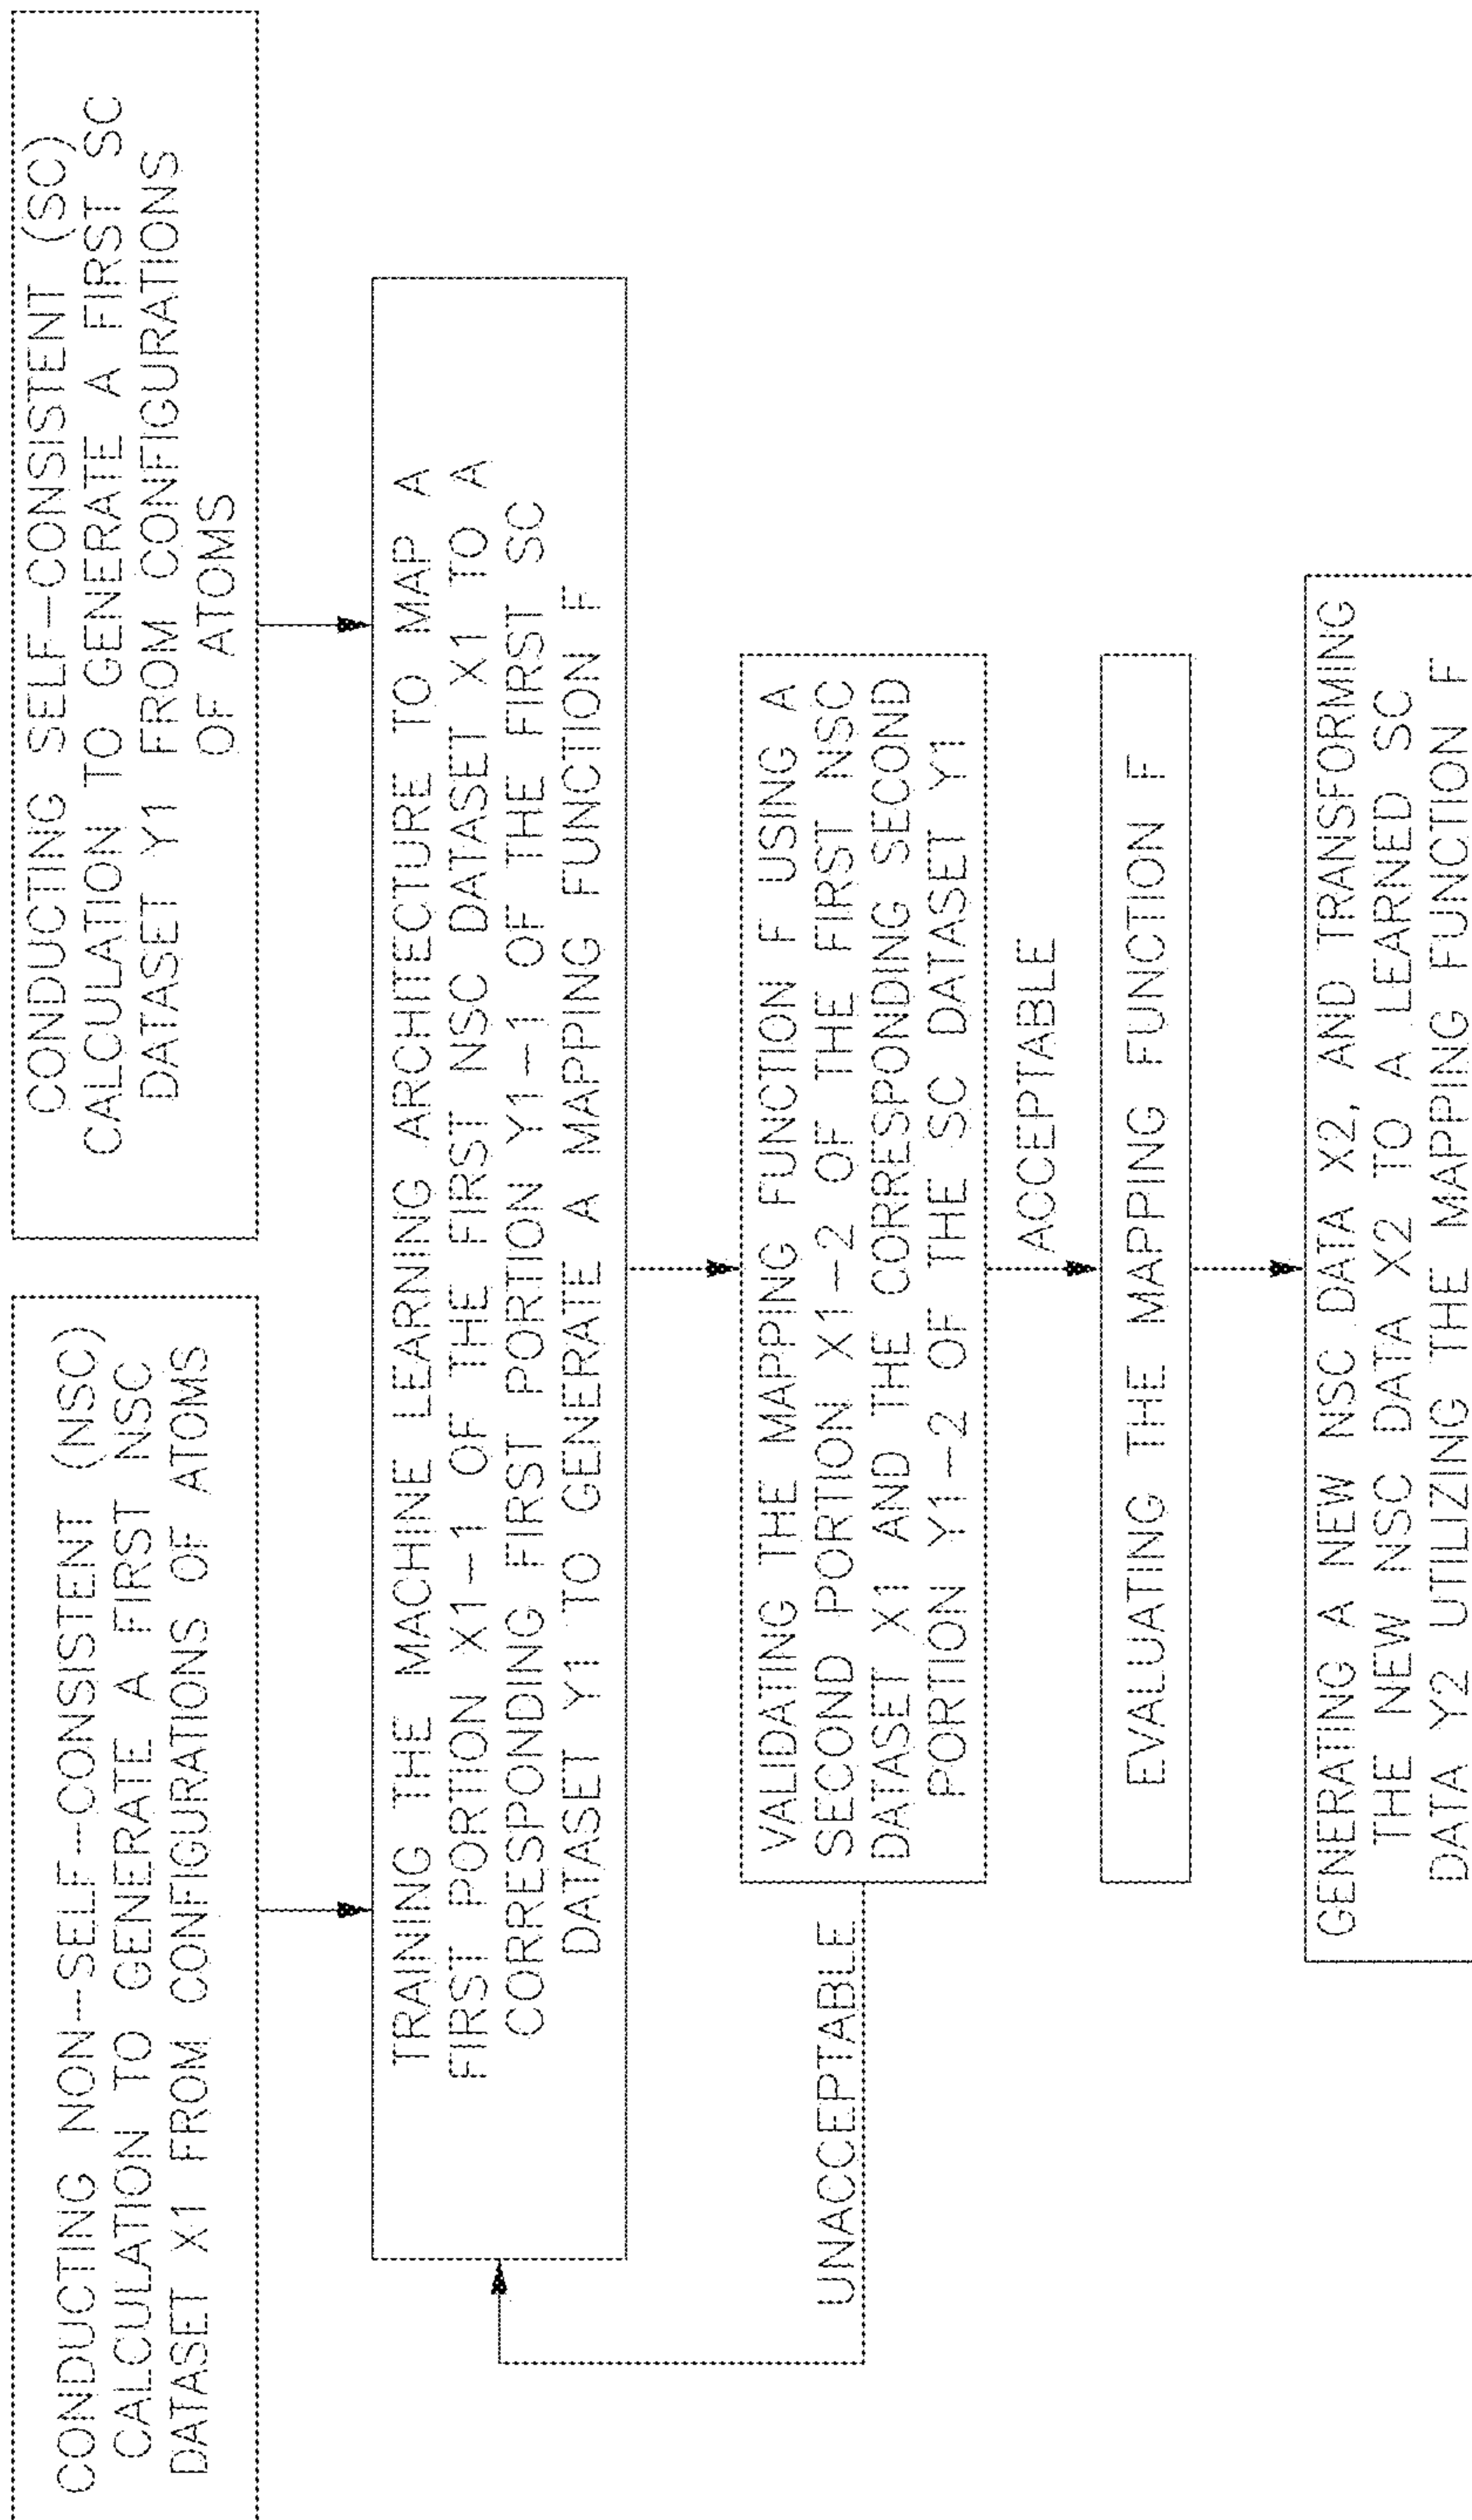 CONDUCTING NON-SELF-CONSISTENT (NSC)
CALCULATION TO GENERATE A FIRST NSC
DATASET X1 FROM CONFIGURATIONS OF ATOMS
CONDUCTING SELF-CONSISTENT (SC)
CALCULATION TO GENERATE A FIRST SC
DATASET Y1 FROM CONFIGURATIONS
OF ATOMS
TRAINING THE MACHINE LEARNING ARCHITECTURE TO MAP A
FIRST PORTION X1-1 OF THE FIRST NSC DATASET X1 TO A
CORRESPONDING FIRST PORTION Y1-1 OF THE FIRST SC
DATASET Y1 TO GENERATE A MAPPING FUNCTION F
UNACCEPTABLE
VALIDATING THE MAPPING FUNCTION F USING A
SECOND PORTION X1-2 OF THE FIRST NSC
DATASET X1 AND THE CORRESPONDING SECOND
PORTION Y1-2 OF THE SC DATASET Y1
ACCEPTABLE
EVALUATING THE MAPPING FUNCTION F
GENERATING A NEW NSC DATA X2, AND TRANSFORMING
THE NEW NSC DATA X2 TO A LEARNED SC
DATA Y2 UTILIZING THE MAPPING FUNCTION F